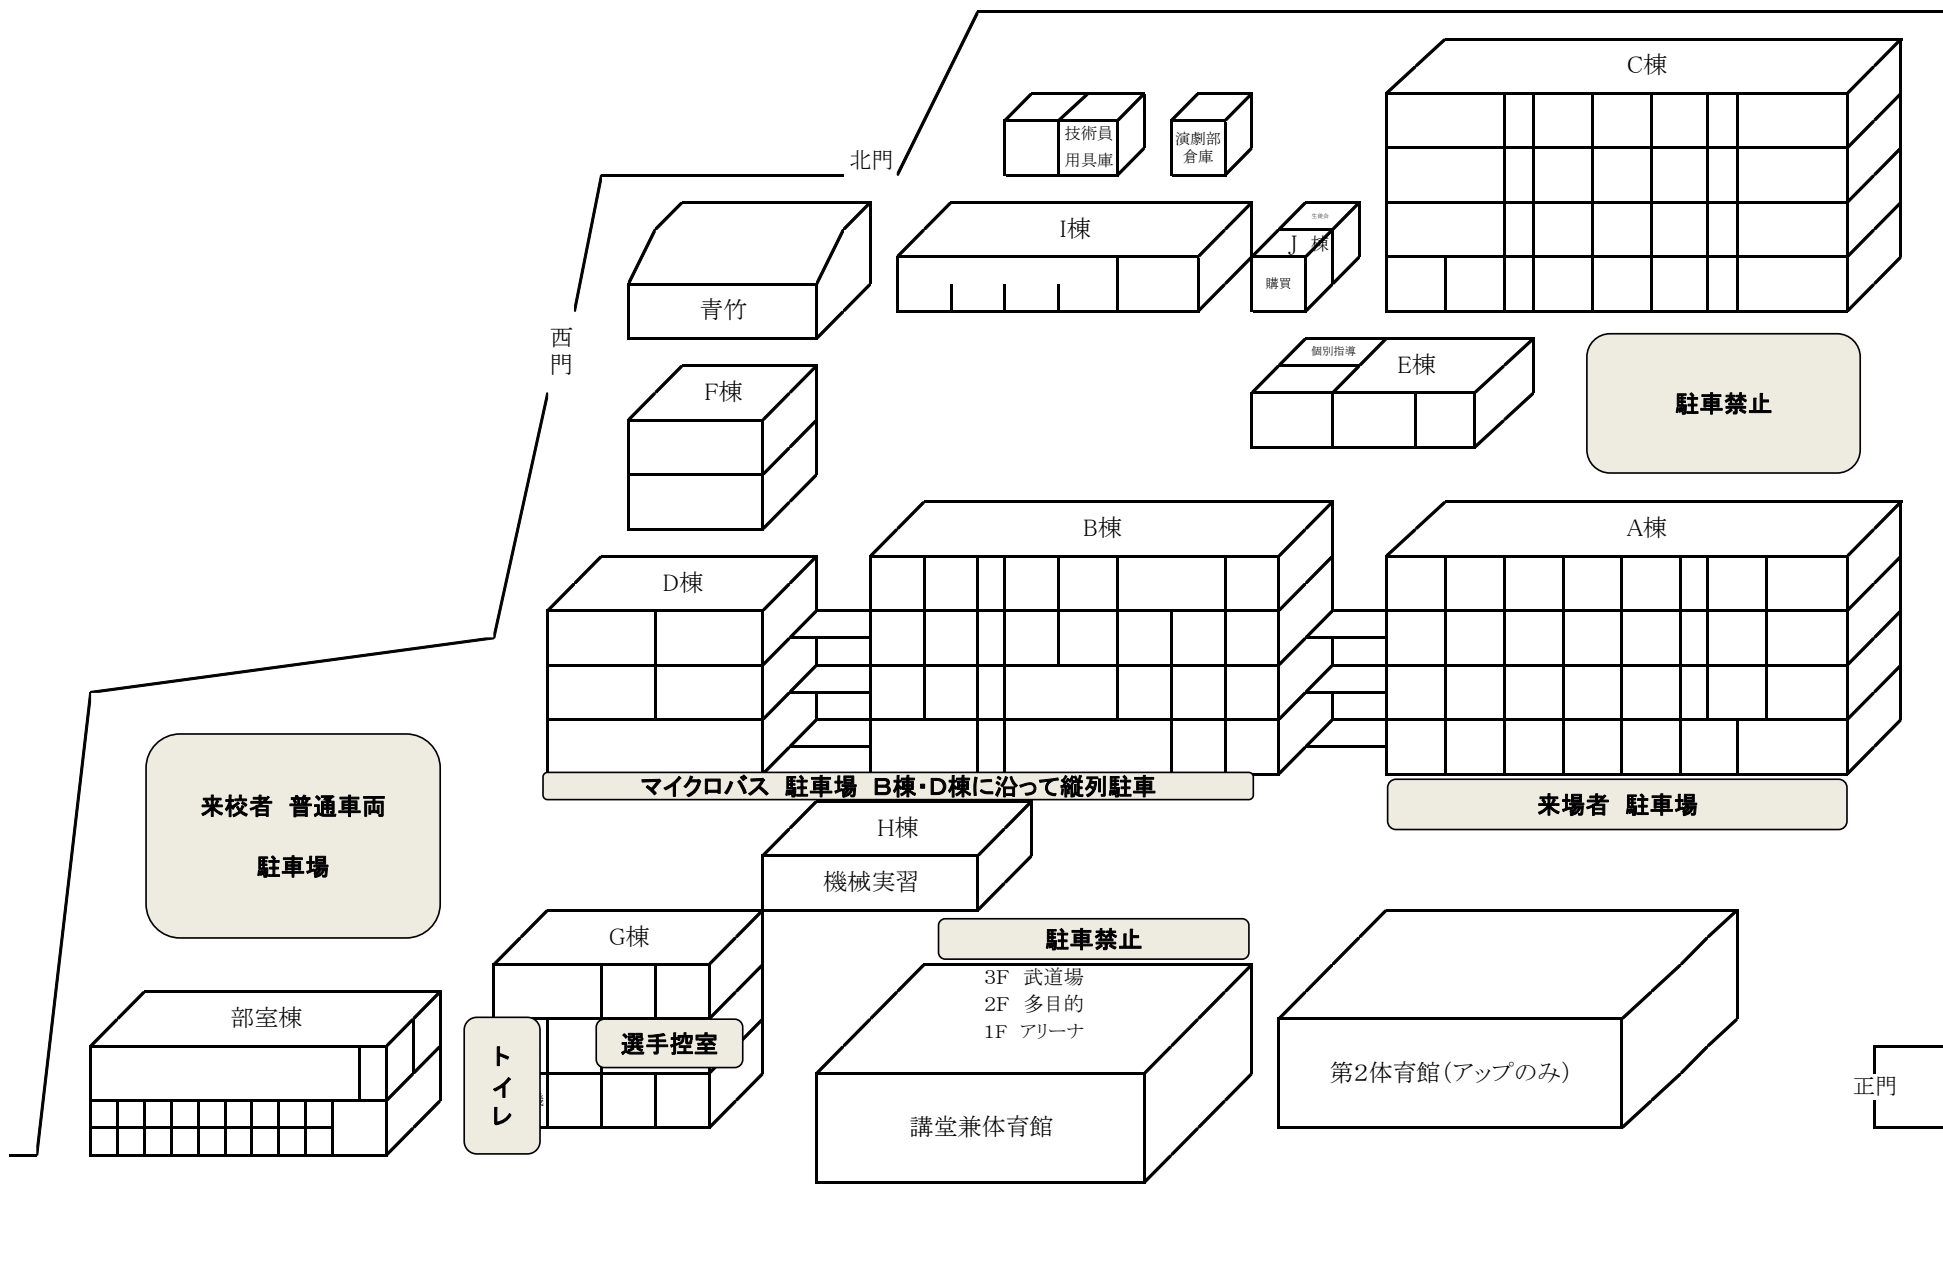 C棟
技術員
用具庫
演劇部
倉庫
北門
生徒会
I棟
J 棟
購買
青竹
西
門
個別指導
E棟
F棟
駐車禁止
B棟
A棟
D棟
マイクロバス 駐車場 B棟・D棟に沿って縦列駐車
来校者 普通車両
駐車場
来場者 駐車場
H棟
機械実習
G棟
駐車禁止
3F 武道場
2F 多目的
1F アリーナ
部室棟
選手控室
トイレ
第2体育館（アップのみ）
正門
講堂兼体育館